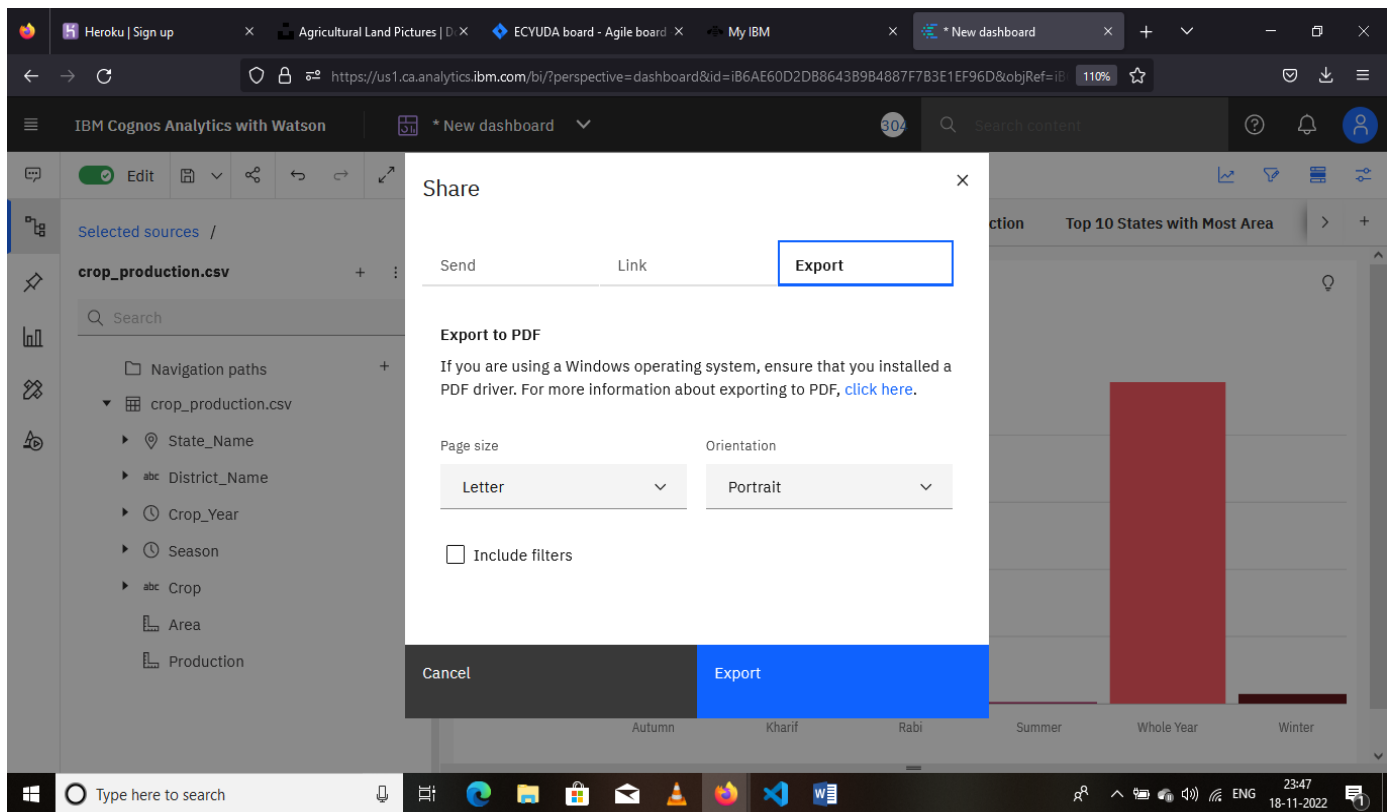 Heroku | Sign up
Agricultural Land Pictures | Do
ECYUDA board - Agile board
My IBM
* New dashboard
https://us1.ca.analytics.ibm.com/bi/?perspective=dashboard&id=iB6AE60D2DB8643B9B4887F7B3E1EF96D&objRef=iB
110%
IBM Cognos Analytics with Watson
* New dashboard
304
Search content
Edit
Share
Selected sources /
ction
Top 10 States with Most Area
crop_production.csv
Send
Link
Export
Search
Export to PDF
If you are using a Windows operating system, ensure that you installed a
PDF driver. For more information about exporting to PDF, click here.
Navigation paths
crop_production.csv
State_Name
abc District_Name
Crop_Year
Season
abc Crop
Area
Production
Page size
Orientation
Letter
Portrait
Include filters
Cancel
Export
Autumn
Kharif
Rabi
Summer
Whole Year
Winter
Type here to search
ENG
23:47
18-11-2022
1